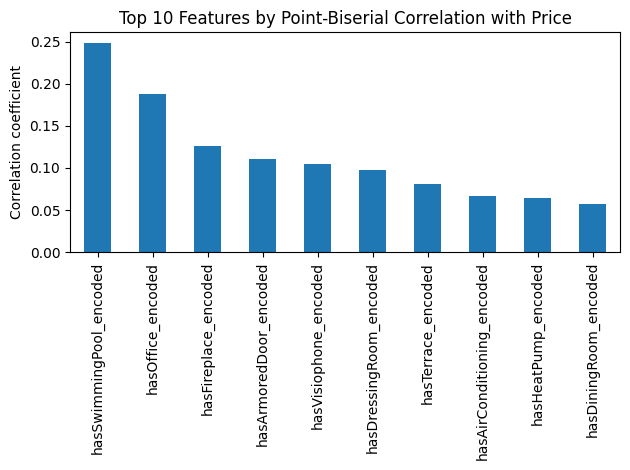 Top 10 Features by Point-Biserial Correlation with Price
Correlation coefficient
0.25
0.20
0.15
0.10
0.05
0.00
hasSwimmingPool_encoded
hasOffice_encoded
hasFireplace_encoded
hasArmoredDoor_encoded
hasVisiophone_encoded
hasDressingRoom_encoded
hasTerrace_encoded
hasAirConditioning_encoded
hasHeatPump_encoded
hasDiningRoom_encoded